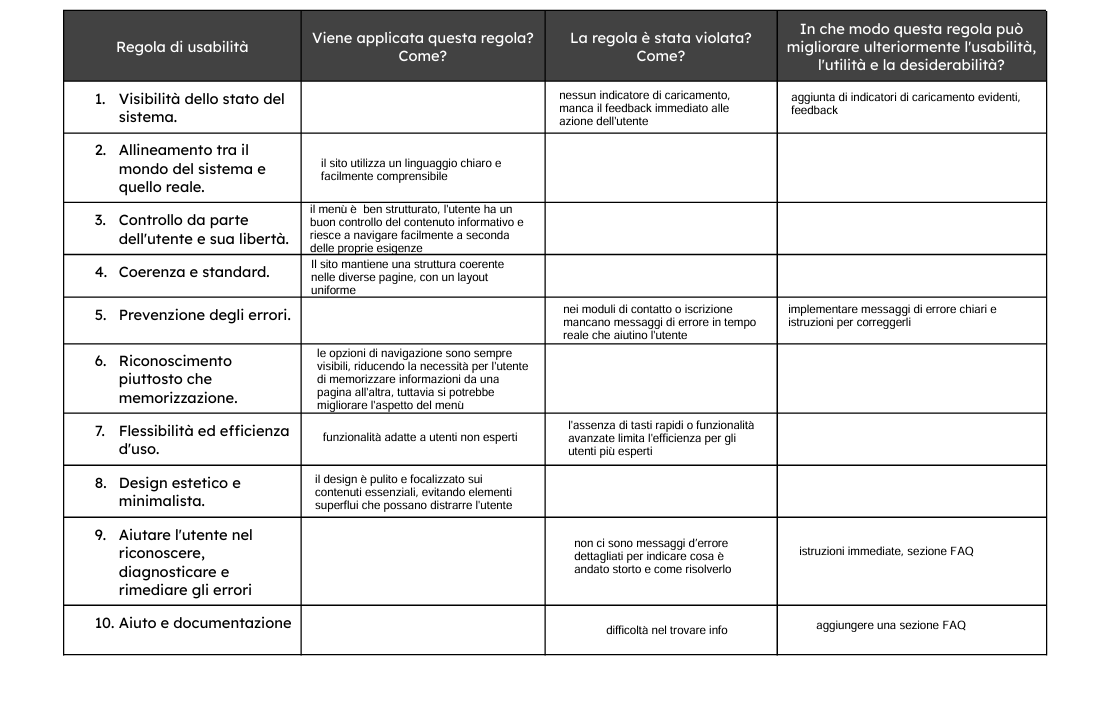 Regola di usabilità
Viene applicata questa regola?
Come?
La regola è stata violata?
Come?
In che modo questa regola può
migliorare ulteriormente l'usabilità,
l'utilità e la desiderabilità?
1. Visibilità dello stato del
sistema.
nessun indicatore di caricamento,
manca il feedback immediato alle
azione dell'utente
aggiunta di indicatori di caricamento evidenti,
feedback
2. Allineamento tra il
mondo del sistema e
quello reale.
il sito utilizza un linguaggio chiaro e
facilmente comprensibile
3. Controllo da parte
dell'utente e sua libertà.
il menù è  ben strutturato, l'utente ha un
buon controllo del contenuto informativo e
riesce a navigare facilmente a seconda
delle proprie esigenze
4. Coerenza e standard.
Il sito mantiene una struttura coerente
nelle diverse pagine, con un layout
uniforme
5. Prevenzione degli errori.
nei moduli di contatto o iscrizione
mancano messaggi di errore in tempo
reale che aiutino l'utente
implementare messaggi di errore chiari e
istruzioni per correggerli
6. Riconoscimento
piuttosto che
memorizzazione.
le opzioni di navigazione sono sempre
visibili, riducendo la necessità per l'utente
di memorizzare informazioni da una
pagina all'altra, tuttavia si potrebbe
migliorare l'aspetto del menù
7. Flessibilità ed efficienza
d'uso.
funzionalità adatte a utenti non esperti
l'assenza di tasti rapidi o funzionalità
avanzate limita l'efficienza per gli
utenti più esperti
8. Design estetico e
minimalista.
il design è pulito e focalizzato sui
contenuti essenziali, evitando elementi
superflui che possano distrarre l'utente
9. Aiutare l'utente nel
riconoscere,
diagnosticare e
rimediare gli errori
non ci sono messaggi d'errore
dettagliati per indicare cosa è
andato storto e come risolverlo
istruzioni immediate, sezione FAQ
10. Aiuto e documentazione
difficoltà nel trovare info
aggiungere una sezione FAQ